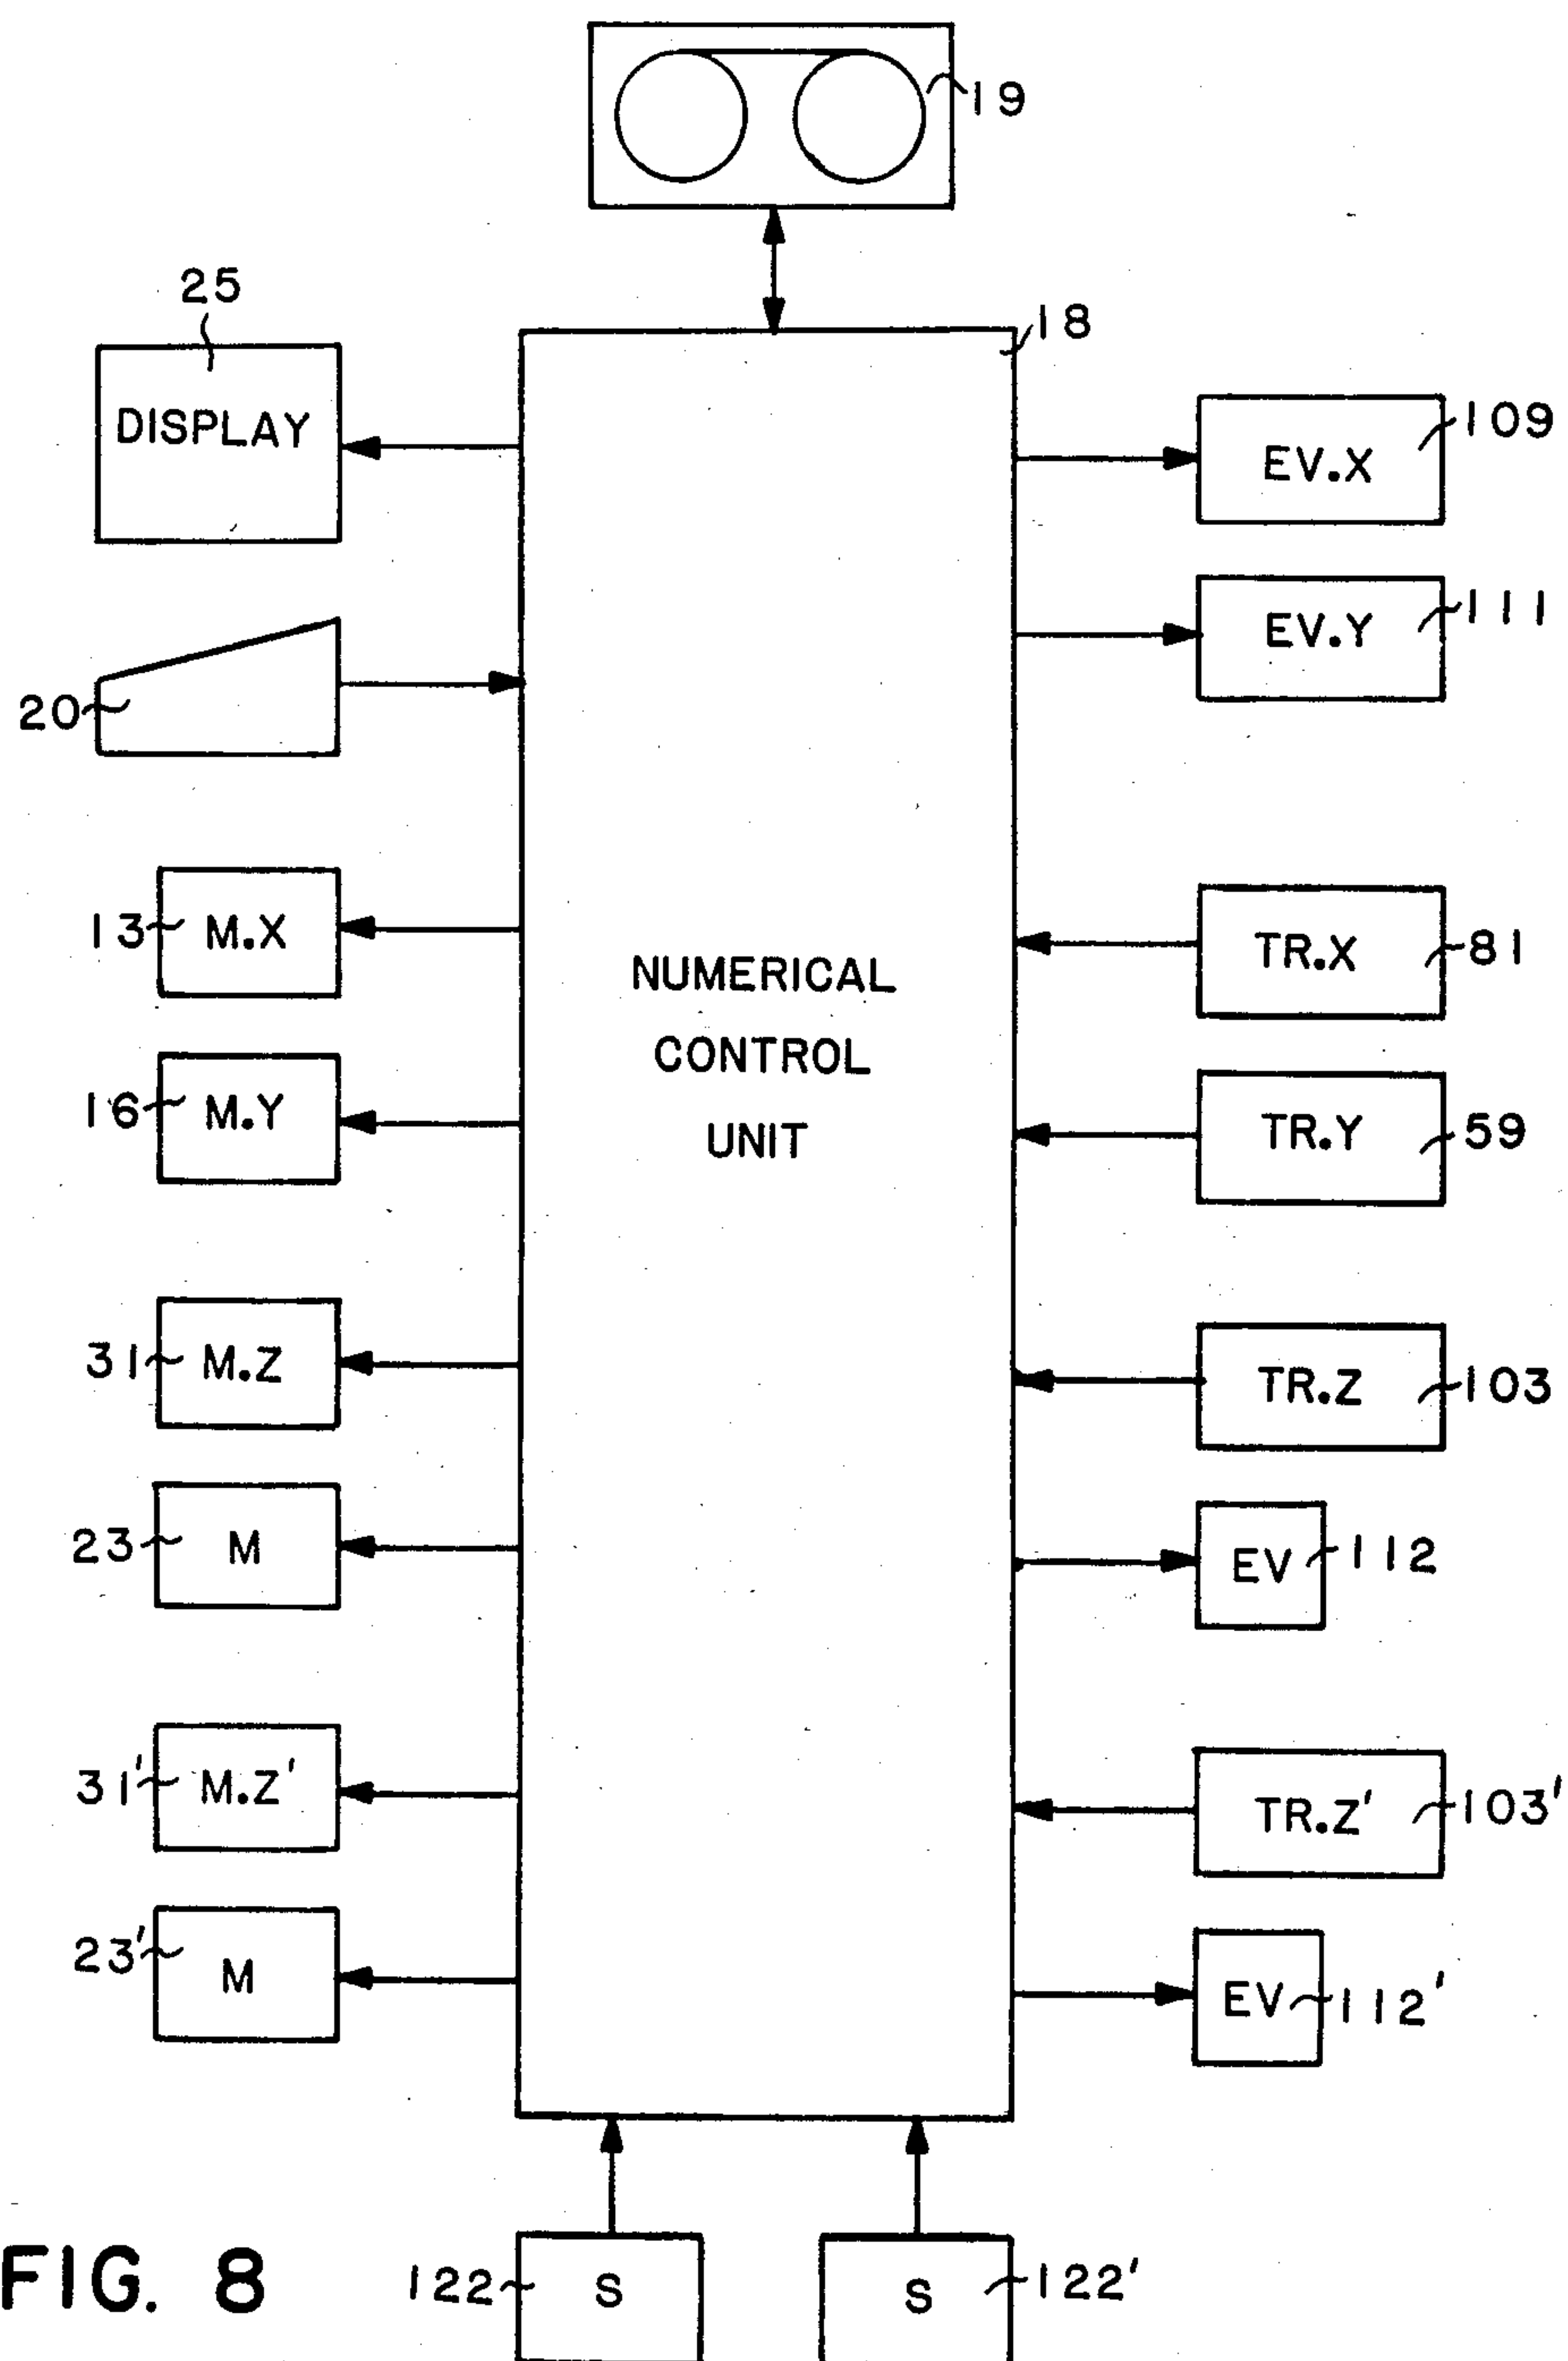 19
25
18
DISPLAY
109
EV.X
EV.Y
111
20
13
M.X
NUMERICAL
CONTROL
UNIT
TR.X
81
16
M.Y
TR.Y
59
31
M.Z
TR.Z
103
23
M
EV
112
31'
M.Z'
TR.Z'
103'
23'
M
EV
112'
FIG. 8
122
S
S
122'